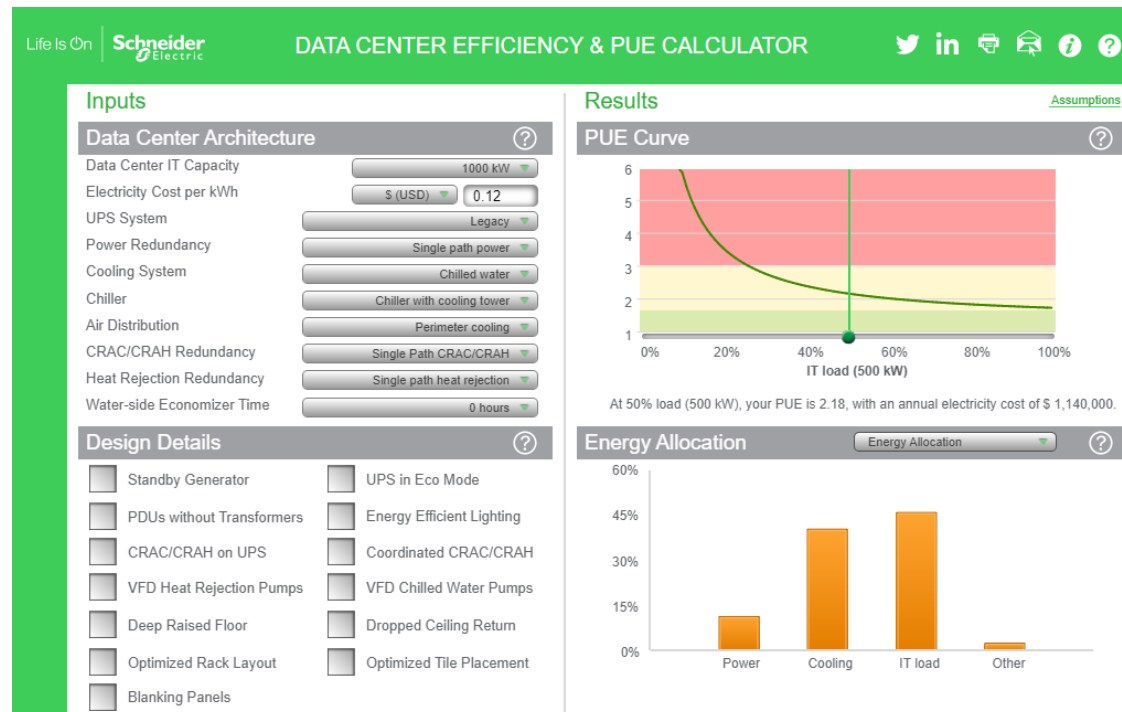 Life Is On Schneider Electric
DATA CENTER EFFICIENCY & PUE CALCULATOR
Inputs
Data Center Architecture ?
Data Center IT Capacity 1000 kW
Electricity Cost per kWh $ (USD) 0.12
UPS System Legacy
Power Redundancy Single path power
Cooling System Chilled water
Chiller Chiller with cooling tower
Air Distribution Perimeter cooling
CRAC/CRAH Redundancy Single Path CRAC/CRAH
Heat Rejection Redundancy Single path heat rejection
Water-side Economizer Time 0 hours
Design Details ?
Standby Generator UPS in Eco Mode
PDUs without Transformers Energy Efficient Lighting
CRAC/CRAH on UPS Coordinated CRAC/CRAH
VFD Heat Rejection Pumps VFD Chilled Water Pumps
Deep Raised Floor Dropped Ceiling Return
Optimized Rack Layout Optimized Tile Placement
Blanking Panels
Results Assumptions
PUE Curve ?
6
5
4
3
2
1
0% 20% 40% 60% 80% 100%
IT load (500 kW)
At 50% load (500 kW), your PUE is 2.18, with an annual electricity cost of $ 1,140,000.
Energy Allocation Energy Allocation ?
60%
45%
30%
15%
0%
Power Cooling IT load Other